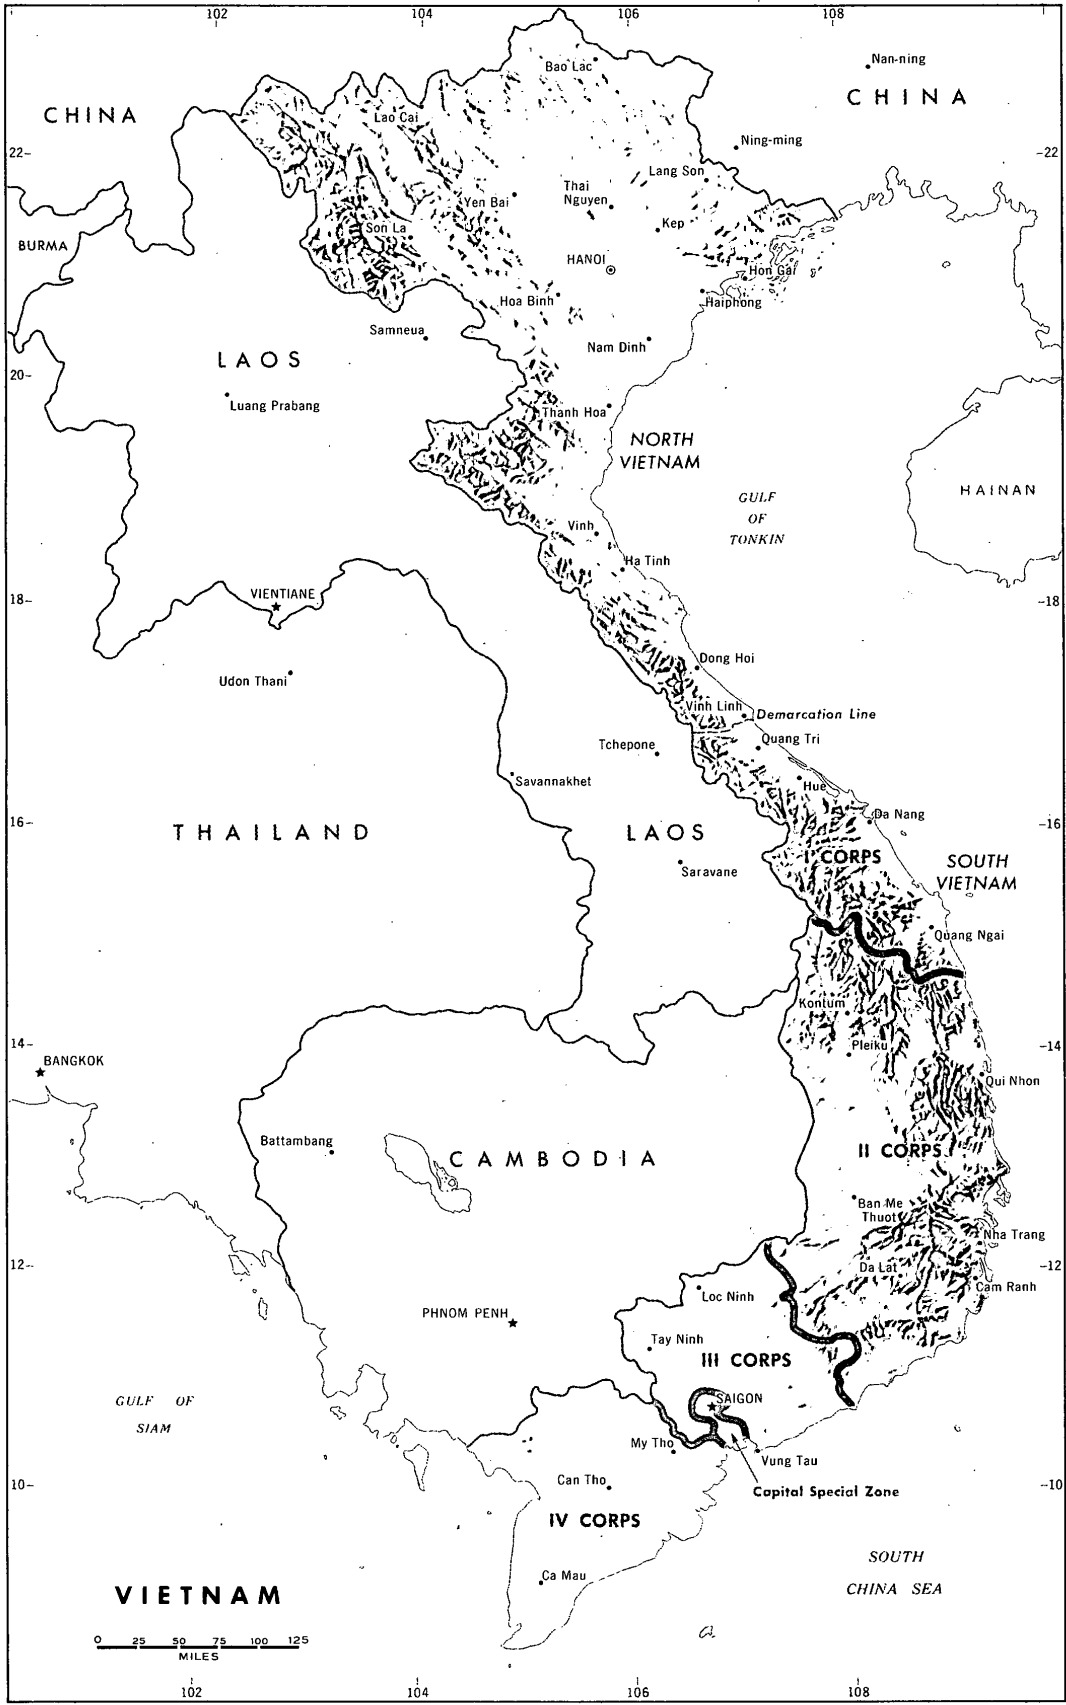 102 104 106 108
Bao Lac
Nan-ning
CHINA
CHINA
Lao Cai
Ning-ming
22
22
Lang Son
Thai
Nguyen
Yen Bai
Kep
Son La
BURMA
HANOI
Hon Gai
Hoa Binh
Haiphong
Samneua
Nam Dinh
LAOS
20
Luang Prabang
Thanh Hoa
NORTH
VIETNAM
HAINAN
GULF
OF
TONKIN
Vinh
Ha Tinh
VIENTIANE
18
18
Dong Hoi
Udon Thani
Vinh Linh
Demarcation Line
Quang Tri
Tchepone
Savannakhet
Hue
Da Nang
16
16
THAILAND
LAOS
I CORPS
SOUTH
VIETNAM
Saravane
Quang Ngai
Kontum
14
14
Pleiku
BANGKOK
Qui Nhon
Battambang
CAMBODIA
II CORPS
Ban Me
Thuot
Nha Trang
12
12
Da Lat
Cam Ranh
Loc Ninh
PHNOM PENH
Tay Ninh
III CORPS
GULF OF
SIAM
SAIGON
My Tho
Vung Tau
10
10
Can Tho
Capital Special Zone
IV CORPS
SOUTH
CHINA SEA
Ca Mau
VIETNAM
0 25 50 75 100 125
MILES
102 104 106 108